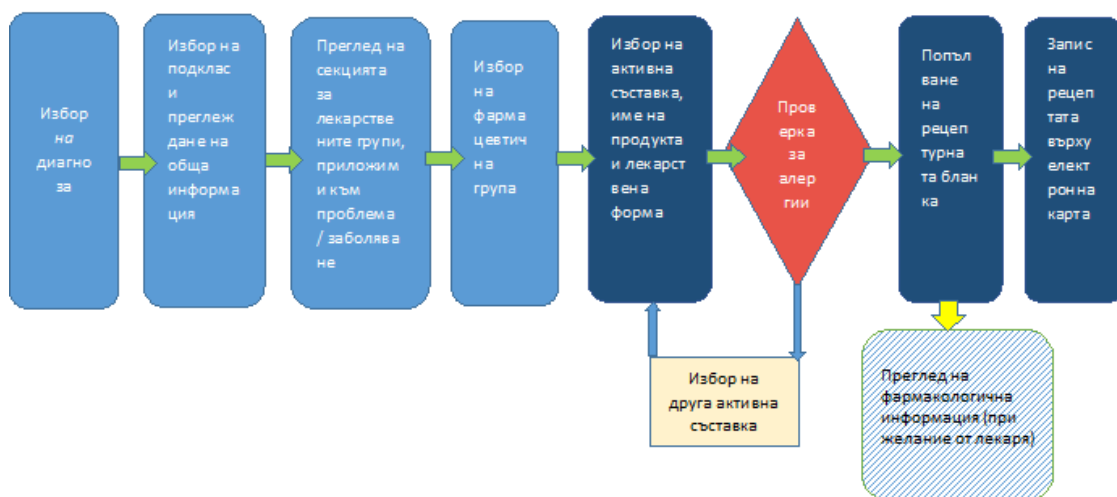 Избор
на
диагно
за
Избор на
подклас
и
преглеж
дане на
обща
информа
ция
Преглед на
секцията
за
лекарстве
ните групи,
приложим
и към
проблема
/ заболява
не
Избор
на
фарма
цевтич
на
група
Избор на
активна
съставка,
име на
продукта
и лекарст
вена
форма
Пров
ерка
за
алер
гии
Попъл
ване
на
рецеп
турна
та блан
ка
Запис
на
рецеп
тата
върху
елект
ронна
карта
Избор на
друга активна
съставка
Преглед на
фармакологична
информация (при
желание от лекаря)